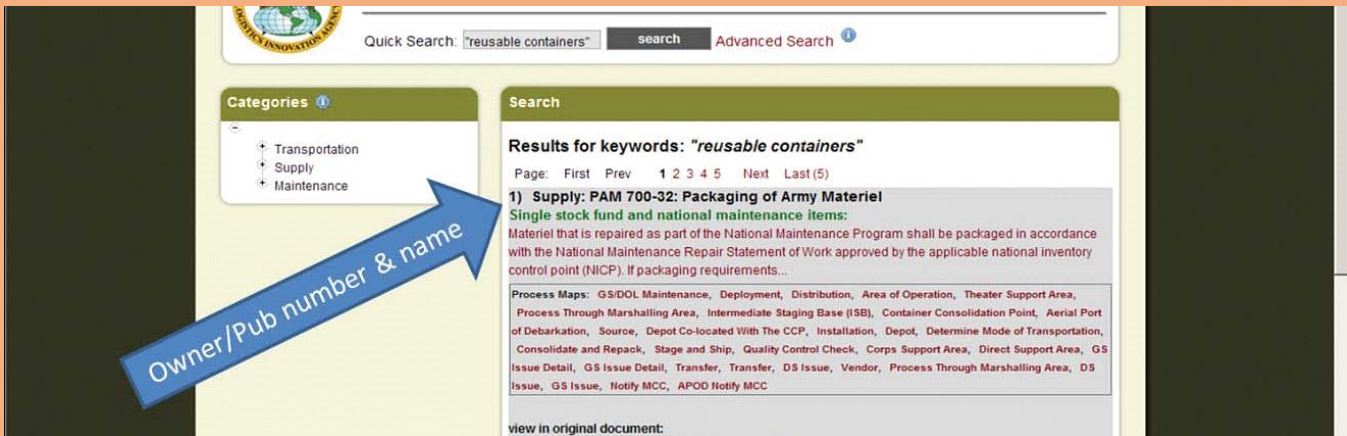 LOGISTICS INNOVATION AGENCY
Quick Search: "reusable containers" search Advanced Search
Categories
Transportation
Supply
Maintenance
Search
Results for keywords: "reusable containers"
Page: First Prev 1 2 3 4 5 Next Last (5)
1) Supply: PAM 700-32: Packaging of Army Materiel
Single stock fund and national maintenance items:
Materiel that is repaired as part of the National Maintenance Program shall be packaged in accordance
with the National Maintenance Repair Statement of Work approved by the applicable national inventory
control point (NICP). If packaging requirements...
Process Maps: GS/DOL Maintenance, Deployment, Distribution, Area of Operation, Theater Support Area,
Process Through Marshalling Area, Intermediate Staging Base (ISB), Container Consolidation Point, Aerial Port
of Debarkation, Source, Depot Co-located With The CCP, Installation, Depot, Determine Mode of Transportation,
Consolidate and Repack, Stage and Ship, Quality Control Check, Corps Support Area, Direct Support Area, GS
Issue Detail, GS Issue Detail, Transfer, Transfer, DS Issue, Vendor, Process Through Marshalling Area, DS
Issue, GS Issue, Notify MCC, APOD Notify MCC
view in original document:
Owner/Pub number & name